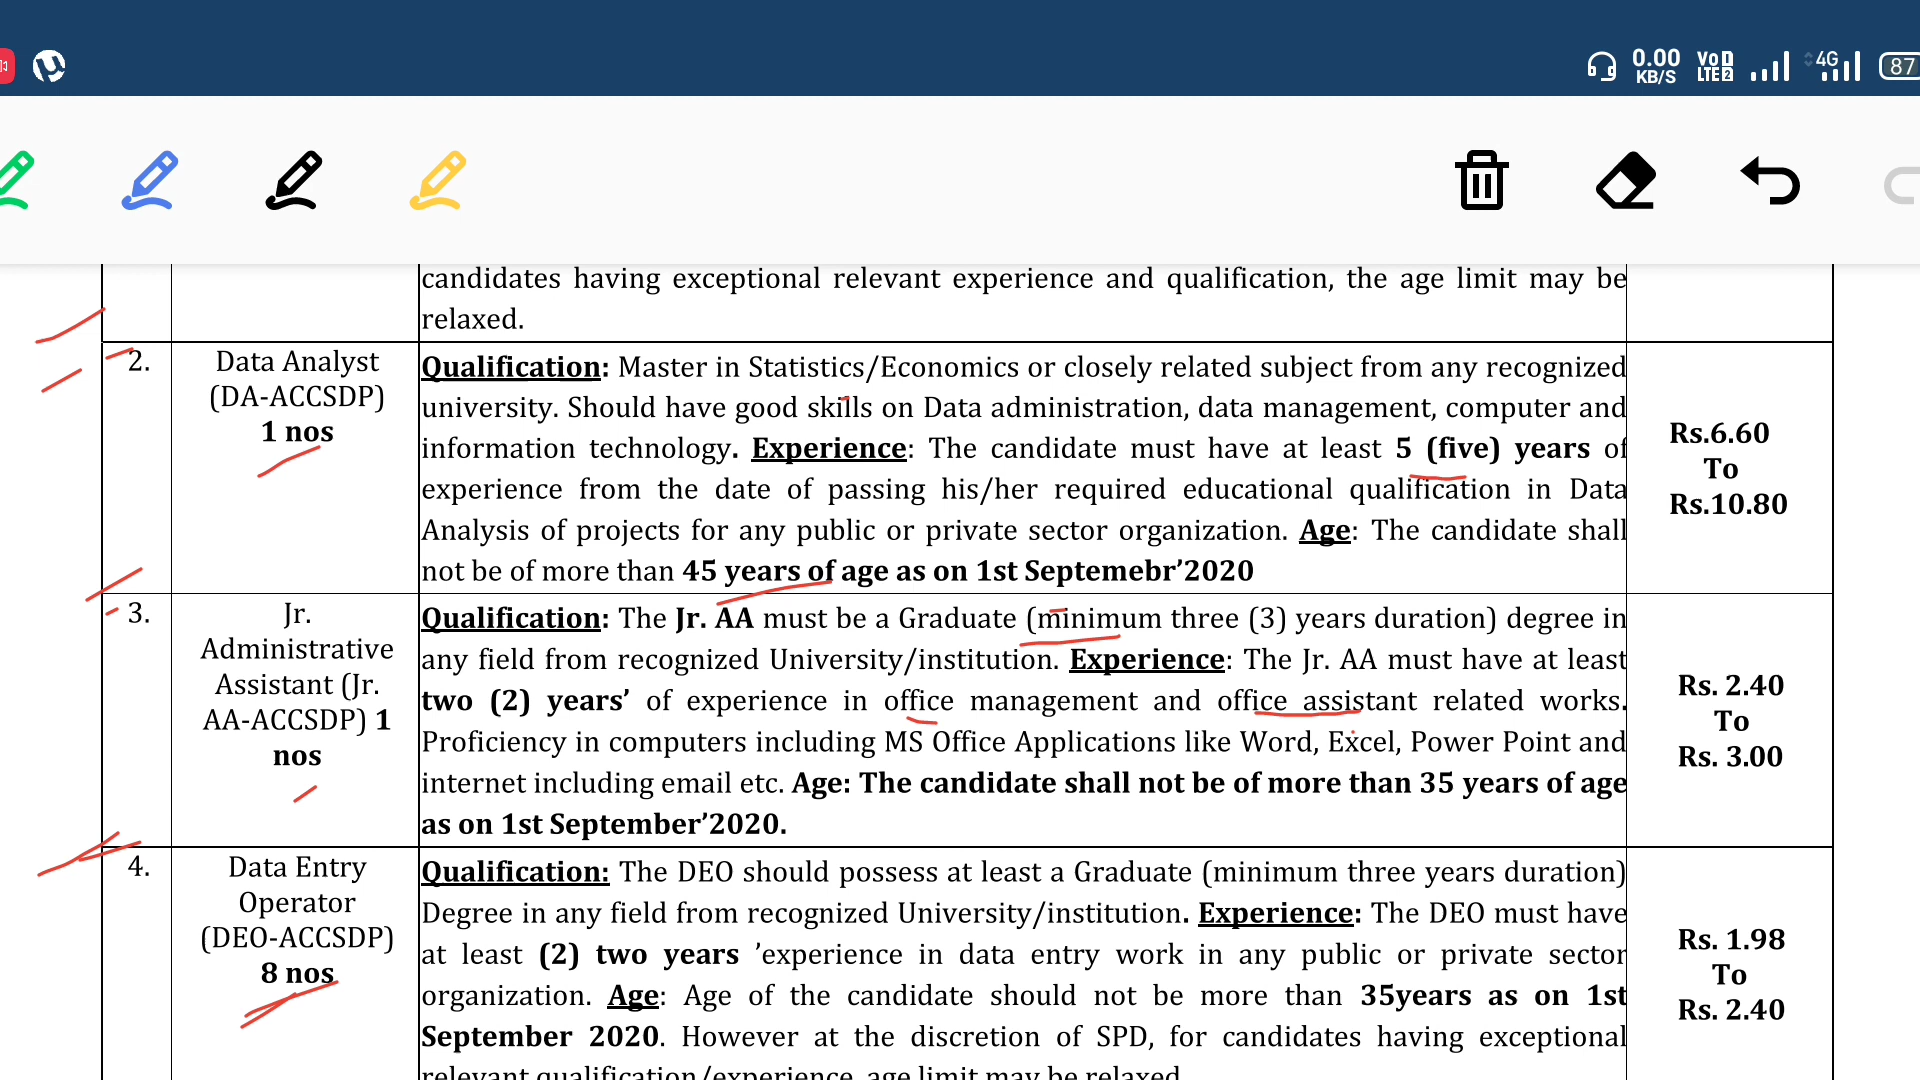 0.00
KB/S
Vo 1
LTE 2
4G
87
candidates having exceptional relevant experience and qualification, the age limit may be
relaxed.
2.
Data Analyst
(DA-ACCSDP)
1 nos
Qualification: Master in Statistics/Economics or closely related subject from any recognized
university. Should have good skills on Data administration, data management, computer and
information technology. Experience: The candidate must have at least 5 (five) years of
experience from the date of passing his/her required educational qualification in Data
Analysis of projects for any public or private sector organization. Age: The candidate shall
not be of more than 45 years of age as on 1st Septemebr’2020
Rs.6.60
To
Rs.10.80
3.
Jr.
Administrative
Assistant (Jr.
AA-ACCSDP) 1
nos
Qualification: The Jr. AA must be a Graduate (minimum three (3) years duration) degree in
any field from recognized University/institution. Experience: The Jr. AA must have at least
two (2) years’ of experience in office management and office assistant related works.
Proficiency in computers including MS Office Applications like Word, Excel, Power Point and
internet including email etc. Age: The candidate shall not be of more than 35 years of age
as on 1st September’2020.
Rs. 2.40
To
Rs. 3.00
4.
Data Entry
Operator
(DEO-ACCSDP)
8 nos
Qualification: The DEO should possess at least a Graduate (minimum three years duration)
Degree in any field from recognized University/institution. Experience: The DEO must have
at least (2) two years ’experience in data entry work in any public or private sector
organization. Age: Age of the candidate should not be more than 35years as on 1st
September 2020. However at the discretion of SPD, for candidates having exceptional
relevant qualification/experience, age limit may be relaxed
Rs. 1.98
To
Rs. 2.40